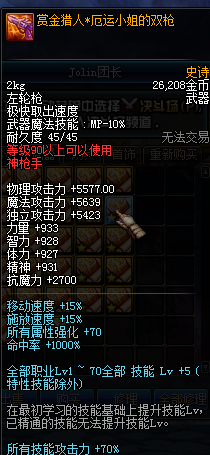 赏金猎人*厄运小姐的双枪
Jolin团长
史诗
2kg 26,208金币
左轮枪 武器
极快取出速度
武器魔法技能：MP-10%
耐久度 45/45 无法交易
等级90以上可以使用
神枪手
物理攻击力 +5577.00
魔法攻击力 +5639
独立攻击力 +5423
力量 +933
智力 +928
体力 +927
精神 +931
抗魔力 +2700
移动速度 +15%
施放速度 +15%
所有属性强化 +70
命中率 +1000%
全部职业Lv1 ~ 70全部 技能 Lv +5（
特性技能除外）
在最初学习的技能基础上提升技能Lv，
已精通的技能无法提升技能Lv。
所有技能攻击力 +70%